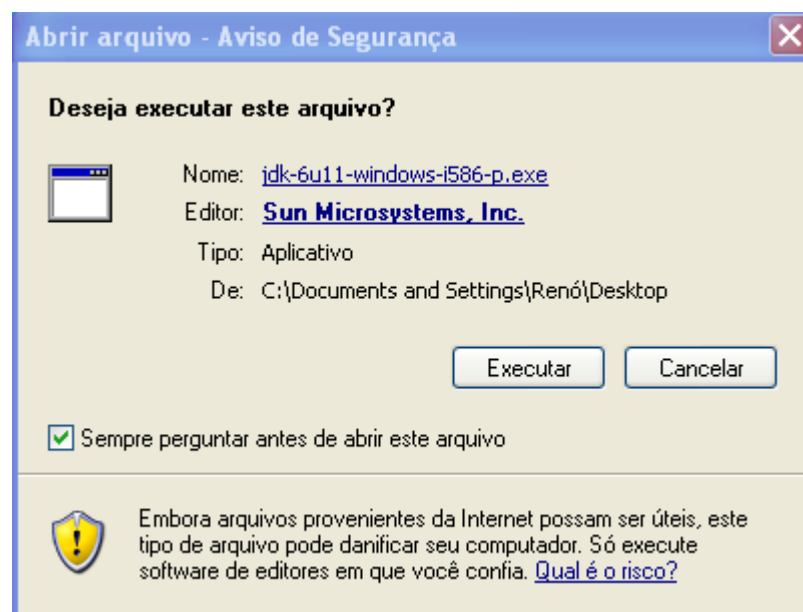 Abrir arquivo - Aviso de Segurança
Deseja executar este arquivo?
Nome: jdk-6u11-windows-i586-p.exe
Editor: Sun Microsystems, Inc.
Tipo: Aplicativo
De: C:\Documents and Settings\Renó\Desktop
Executar Cancelar
Sempre perguntar antes de abrir este arquivo
Embora arquivos provenientes da Internet possam ser úteis, este
tipo de arquivo pode danificar seu computador. Só execute
software de editores em que você confia. Qual é o risco?